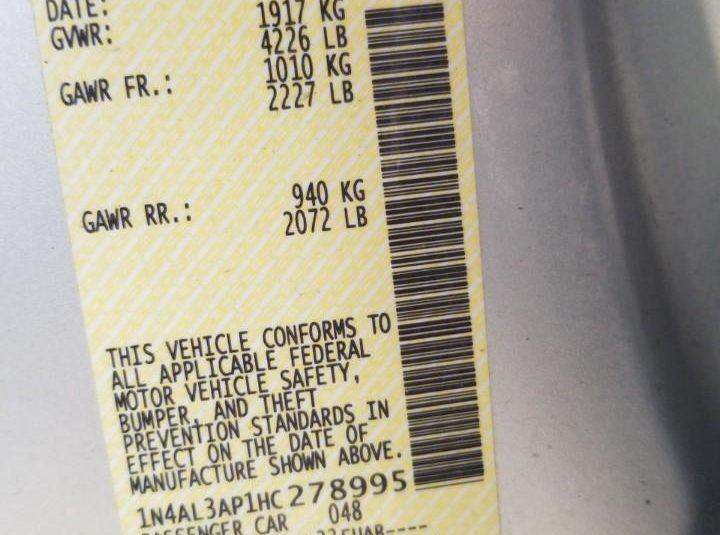 DATE:
1917 KG
GVWR: 4226 LB
1010 KG
GAWR FR.: 2227 LB
940 KG
GAWR RR.: 2072 LB
THIS VEHICLE CONFORMS TO
ALL APPLICABLE FEDERAL
MOTOR VEHICLE SAFETY,
BUMPER, AND THEFT
PREVENTION STANDARDS IN
EFFECT ON THE DATE OF
MANUFACTURE SHOWN ABOVE.
1N4AL3AP1HC278995
PASSENGER CAR 048